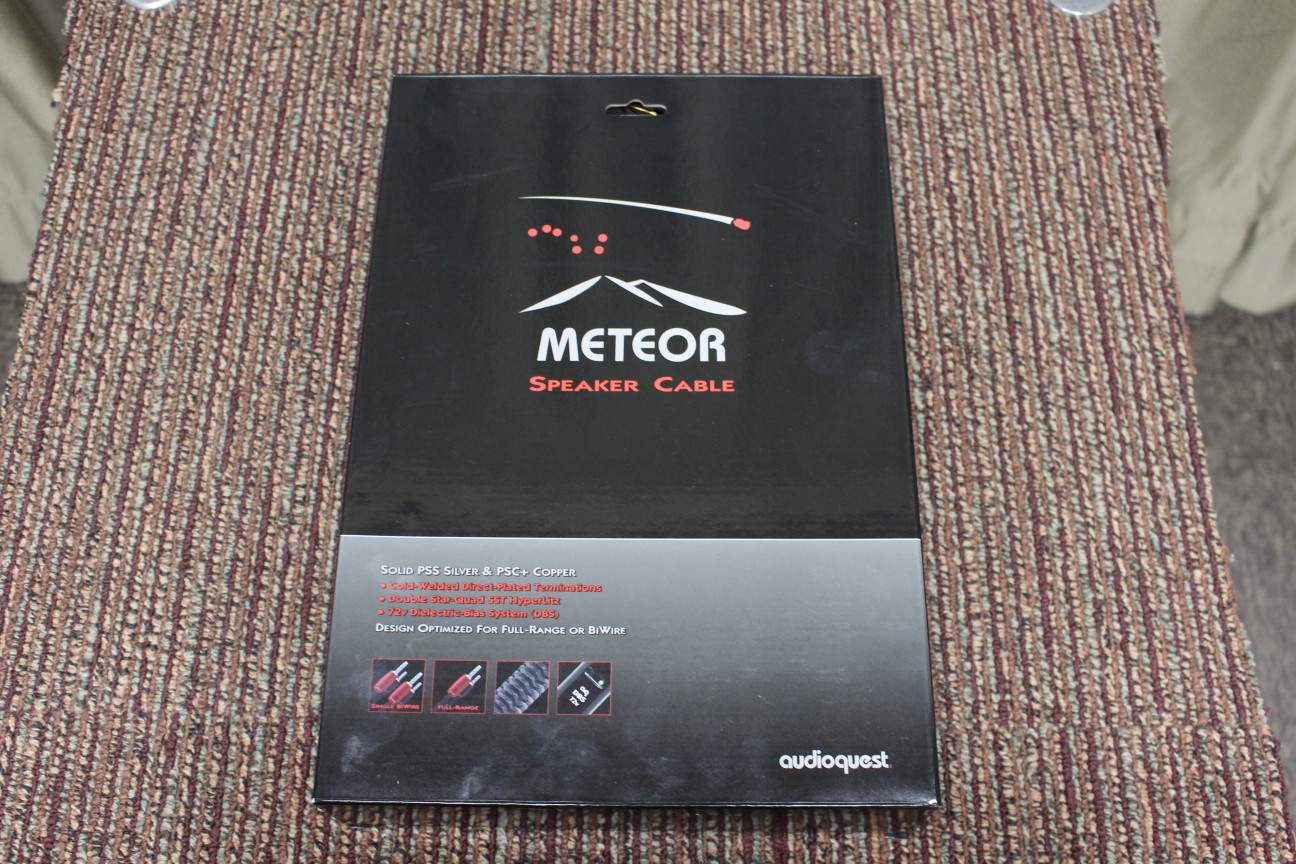 METEOR
SPEAKER CABLE
SOLID PSS SILVER & PSC+ COPPER
• Cold-Welded Direct-Plated Terminations
• Double Star-Quad SST HyperLitz
• 72v Dielectric-Bias System (DBS)
DESIGN OPTIMIZED FOR FULL-RANGE OR BIWIRE
SINGLE BIWIRE FULL-RANGE
audioquest